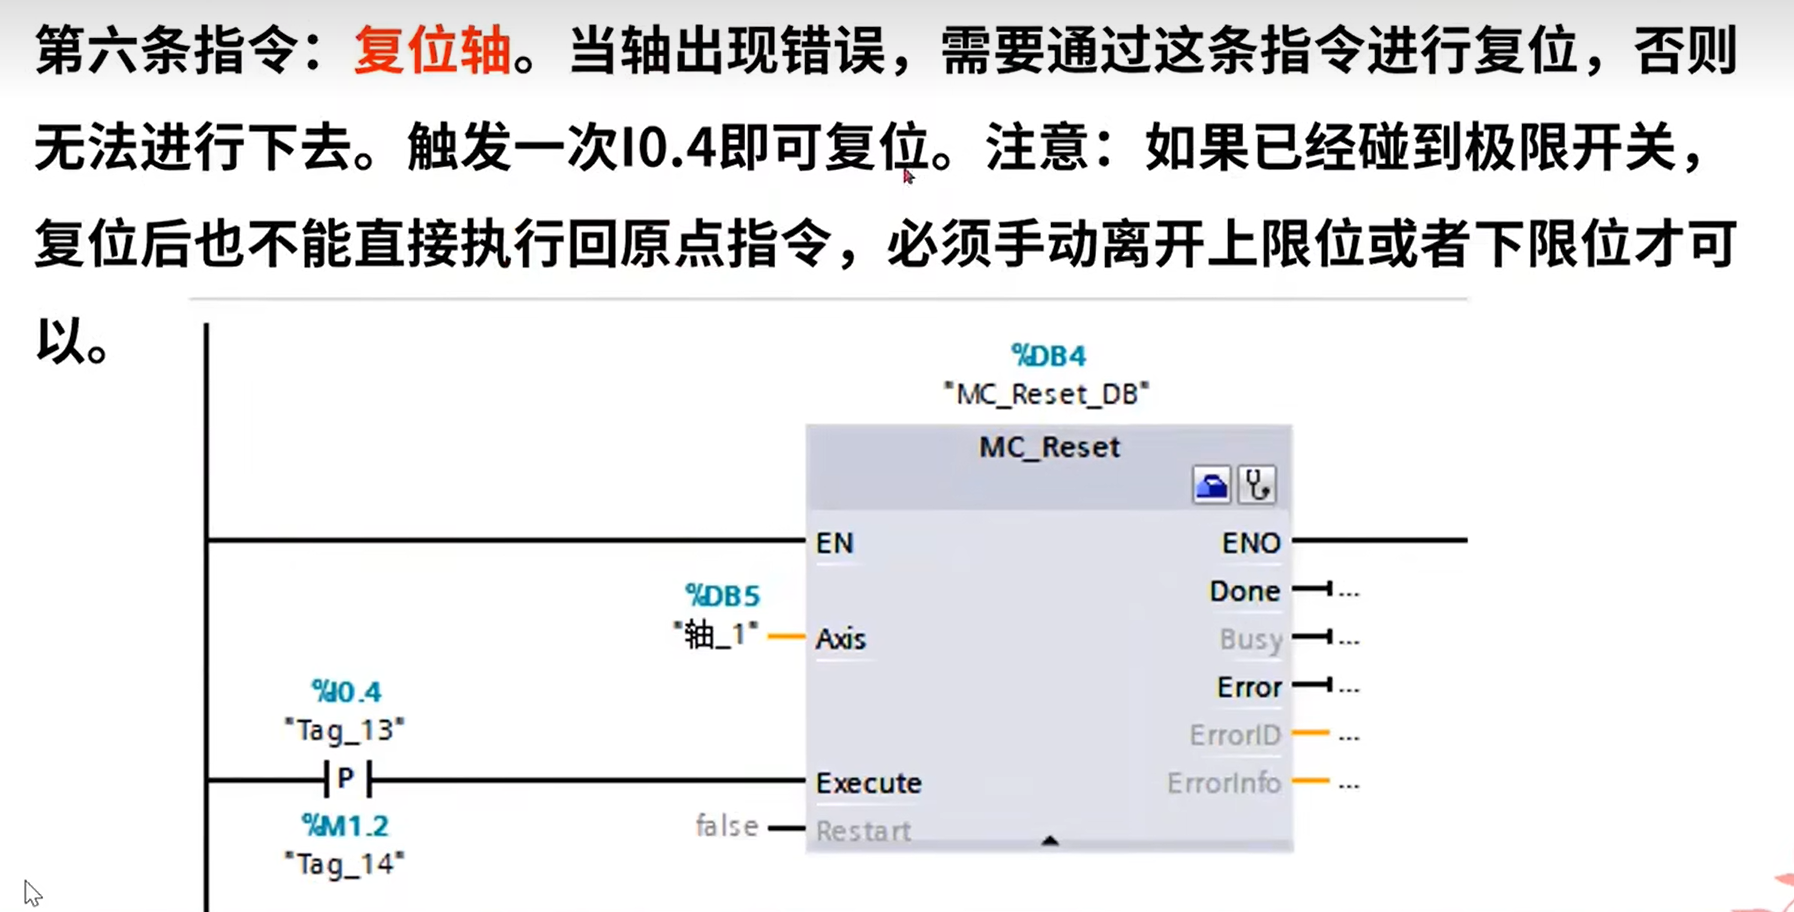 第六条指令：复位轴。当轴出现错误，需要通过这条指令进行复位，否则
无法进行下去。触发一次I0.4即可复位。注意：如果已经碰到极限开关，
复位后也不能直接执行回原点指令，必须手动离开上限位或者下限位才可
以。
%DB4
"MC_Reset_DB"
MC_Reset
EN
ENO
%DB5
Done
...
"轴_1"
Axis
Busy
...
%I0.4
Error
...
"Tag_13"
ErrorID
...
P
Execute
ErrorInfo
...
%M1.2
false
Restart
"Tag_14"